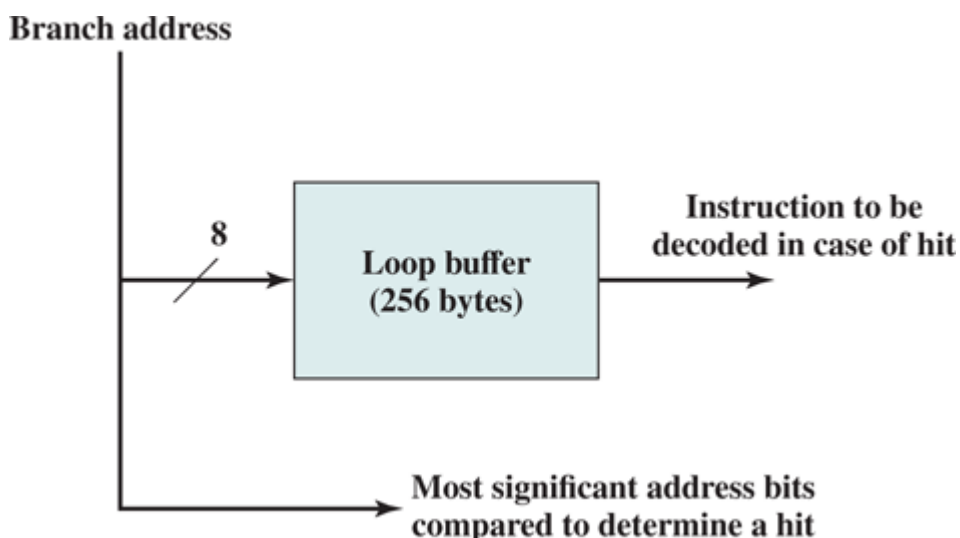 Branch address
8
Loop buffer
(256 bytes)
Instruction to be
decoded in case of hit
Most significant address bits
compared to determine a hit